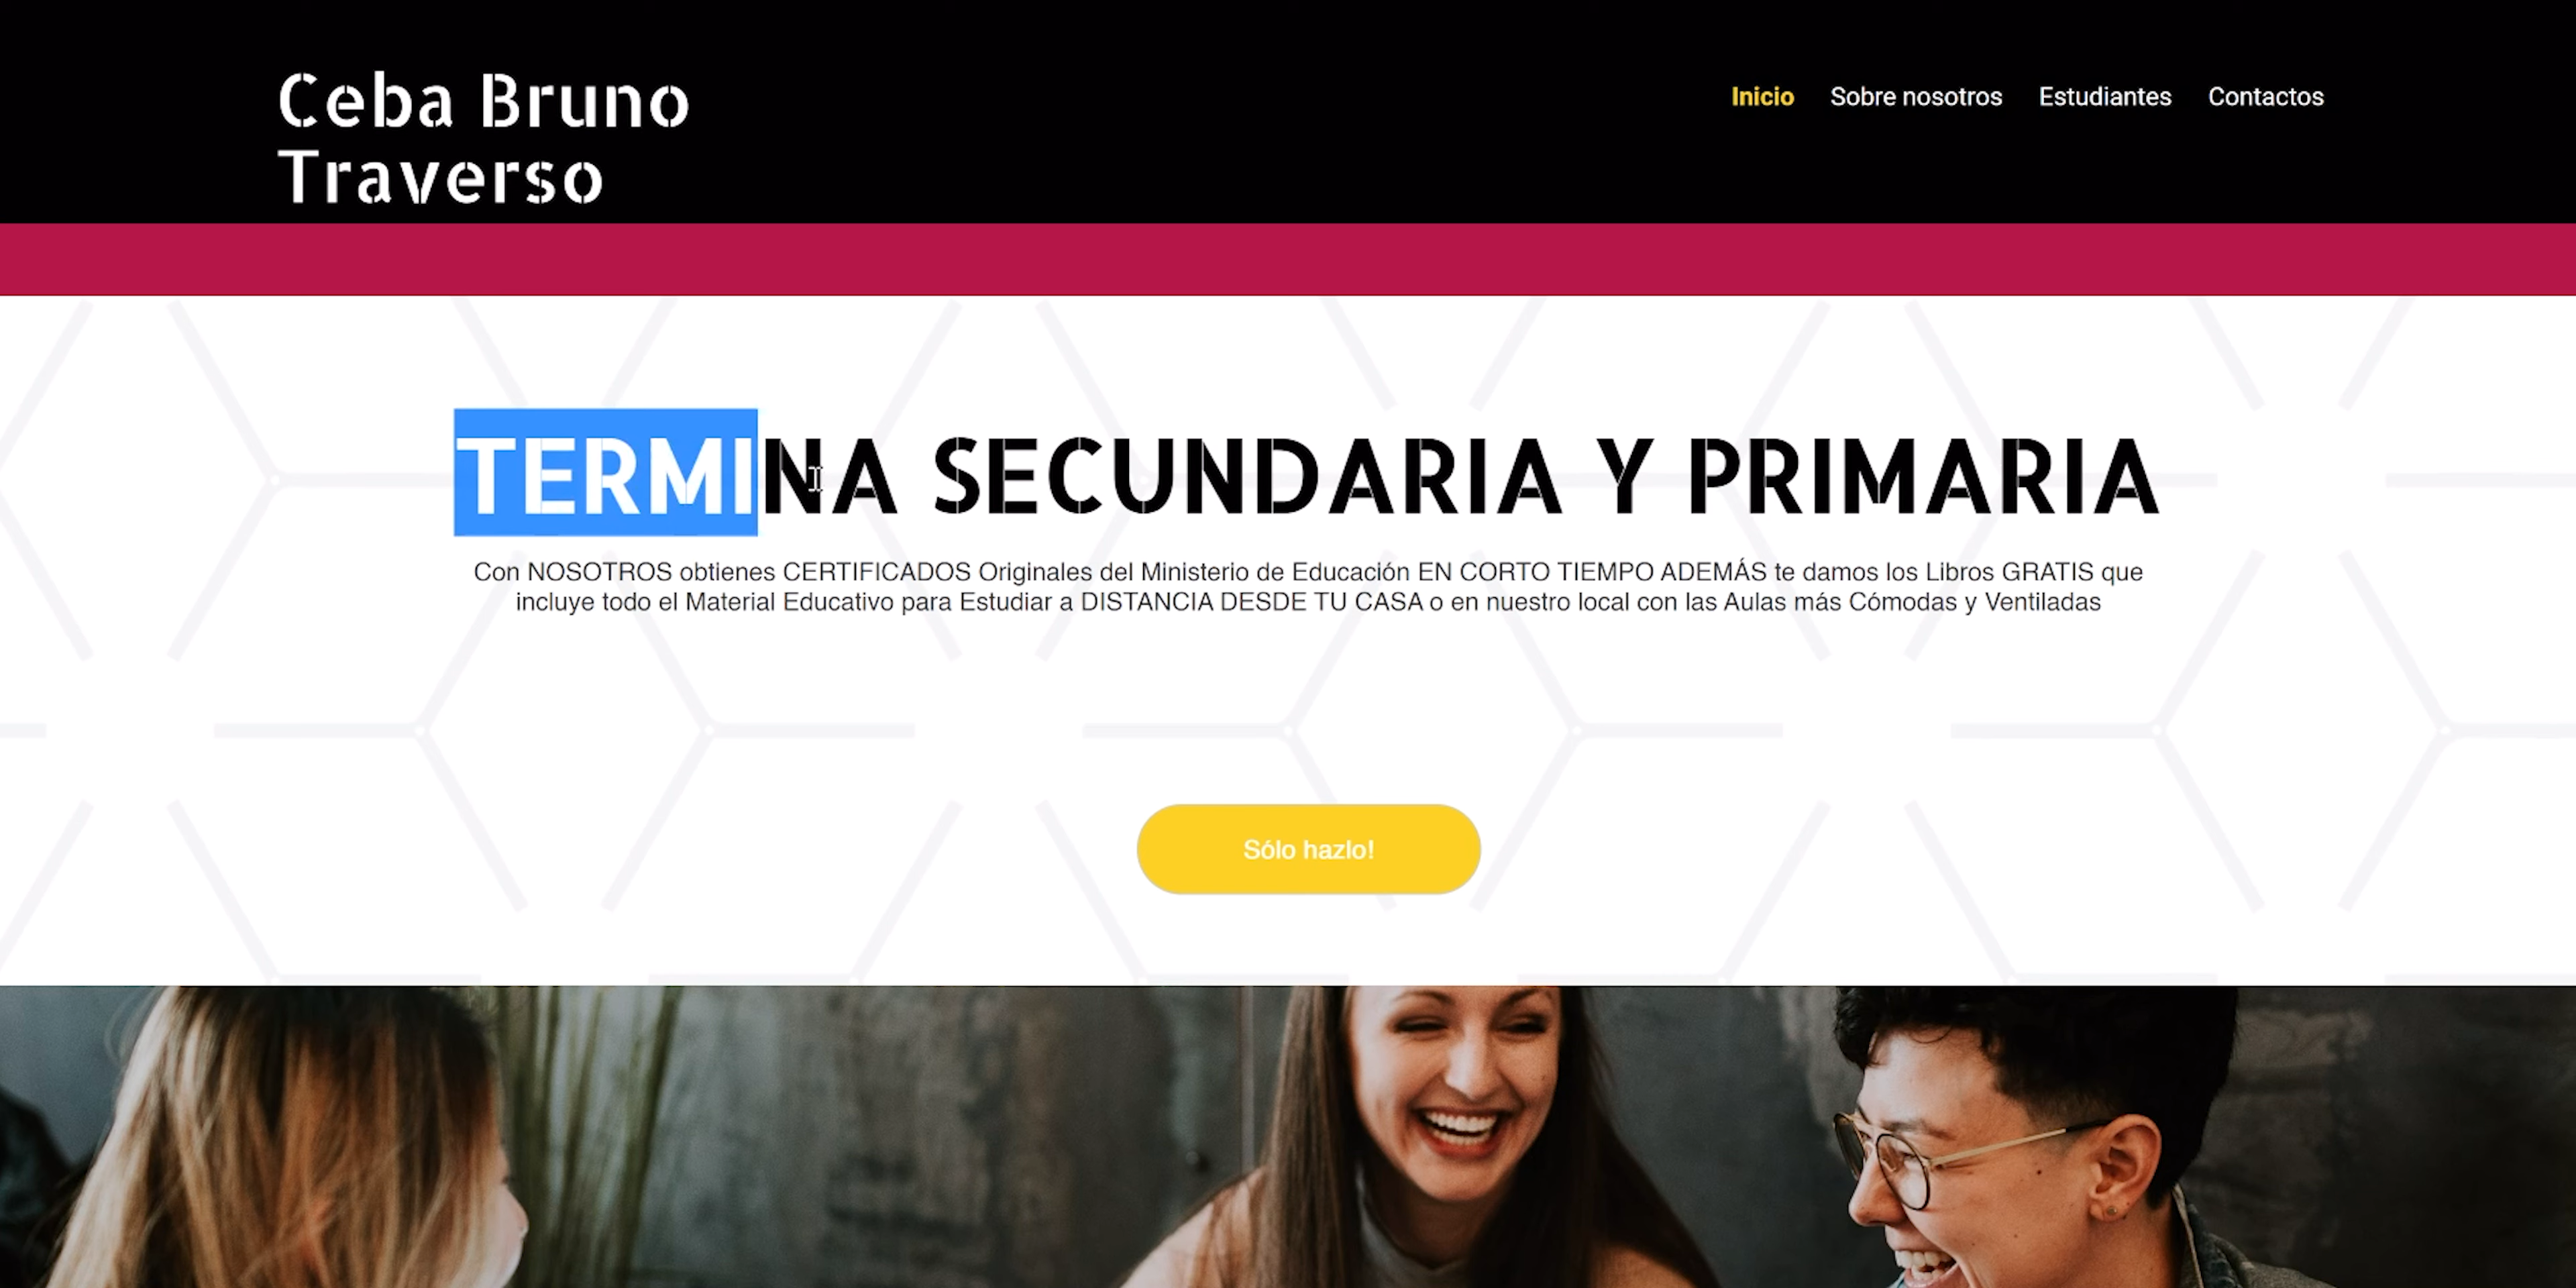 Ceba Bruno
Traverso
Inicio Sobre nosotros Estudiantes Contactos
TERMINA SECUNDARIA Y PRIMARIA
Con NOSOTROS obtienes CERTIFICADOS Originales del Ministerio de Educación EN CORTO TIEMPO ADEMÁS te damos los Libros GRATIS que
incluye todo el Material Educativo para Estudiar a DISTANCIA DESDE TU CASA o en nuestro local con las Aulas más Cómodas y Ventiladas
Sólo hazlo!